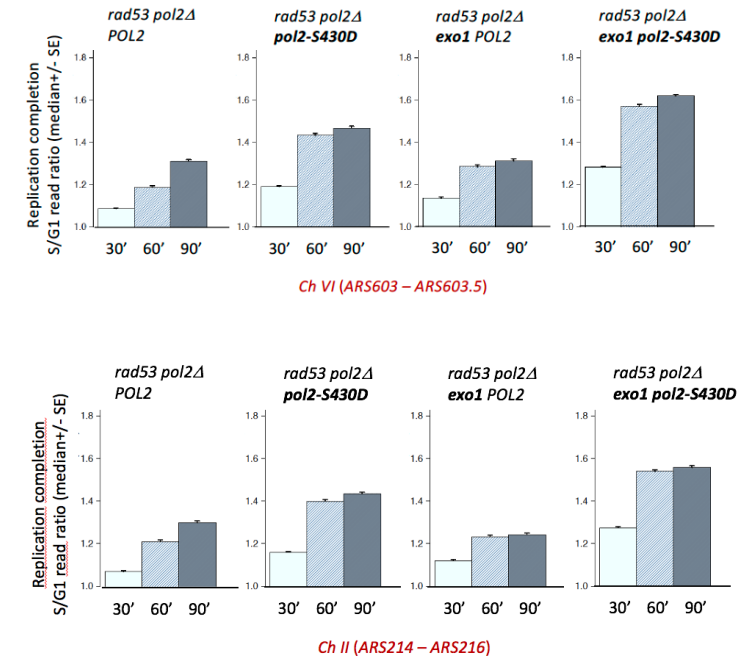 rad53 pol2Δ
POL2
rad53 pol2Δ
pol2-S430D
rad53 pol2Δ
exo1 POL2
rad53 pol2Δ
exo1 pol2-S430D
Replication completion
S/G1 read ratio (median+/- SE)
1.8
1.6
1.4
1.2
1.0
1.8
1.6
1.4
1.2
1.0
1.8
1.6
1.4
1.2
1.0
1.8
1.6
1.4
1.2
1.0
30’ 60’ 90’
30’ 60’ 90’
30’ 60’ 90’
30’ 60’ 90’
Ch VI (ARS603 – ARS603.5)
rad53 pol2Δ
POL2
rad53 pol2Δ
pol2-S430D
rad53 pol2Δ
exo1 POL2
rad53 pol2Δ
exo1 pol2-S430D
Replication completion
S/G1 read ratio (median+/- SE)
1.8
1.6
1.4
1.2
1.0
1.8
1.6
1.4
1.2
1.0
1.8
1.6
1.4
1.2
1.0
1.8
1.6
1.4
1.2
1.0
30’ 60’ 90’
30’ 60’ 90’
30’ 60’ 90’
30’ 60’ 90’
Ch II (ARS214 – ARS216)